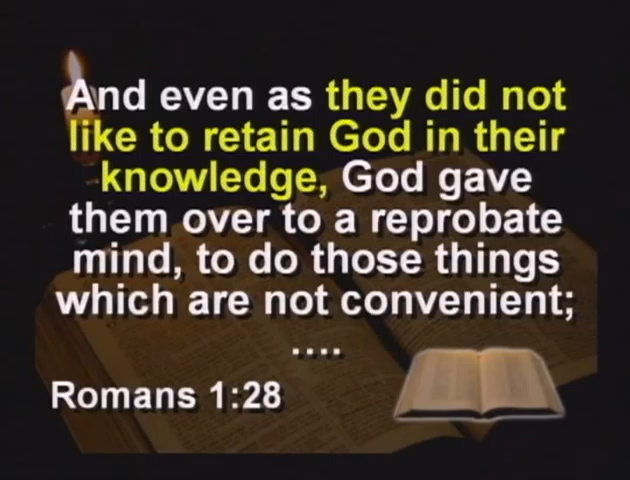 And even as they did not
like to retain God in their
knowledge, God gave
them over to a reprobate
mind, to do those things
which are not convenient;
....
Romans 1:28